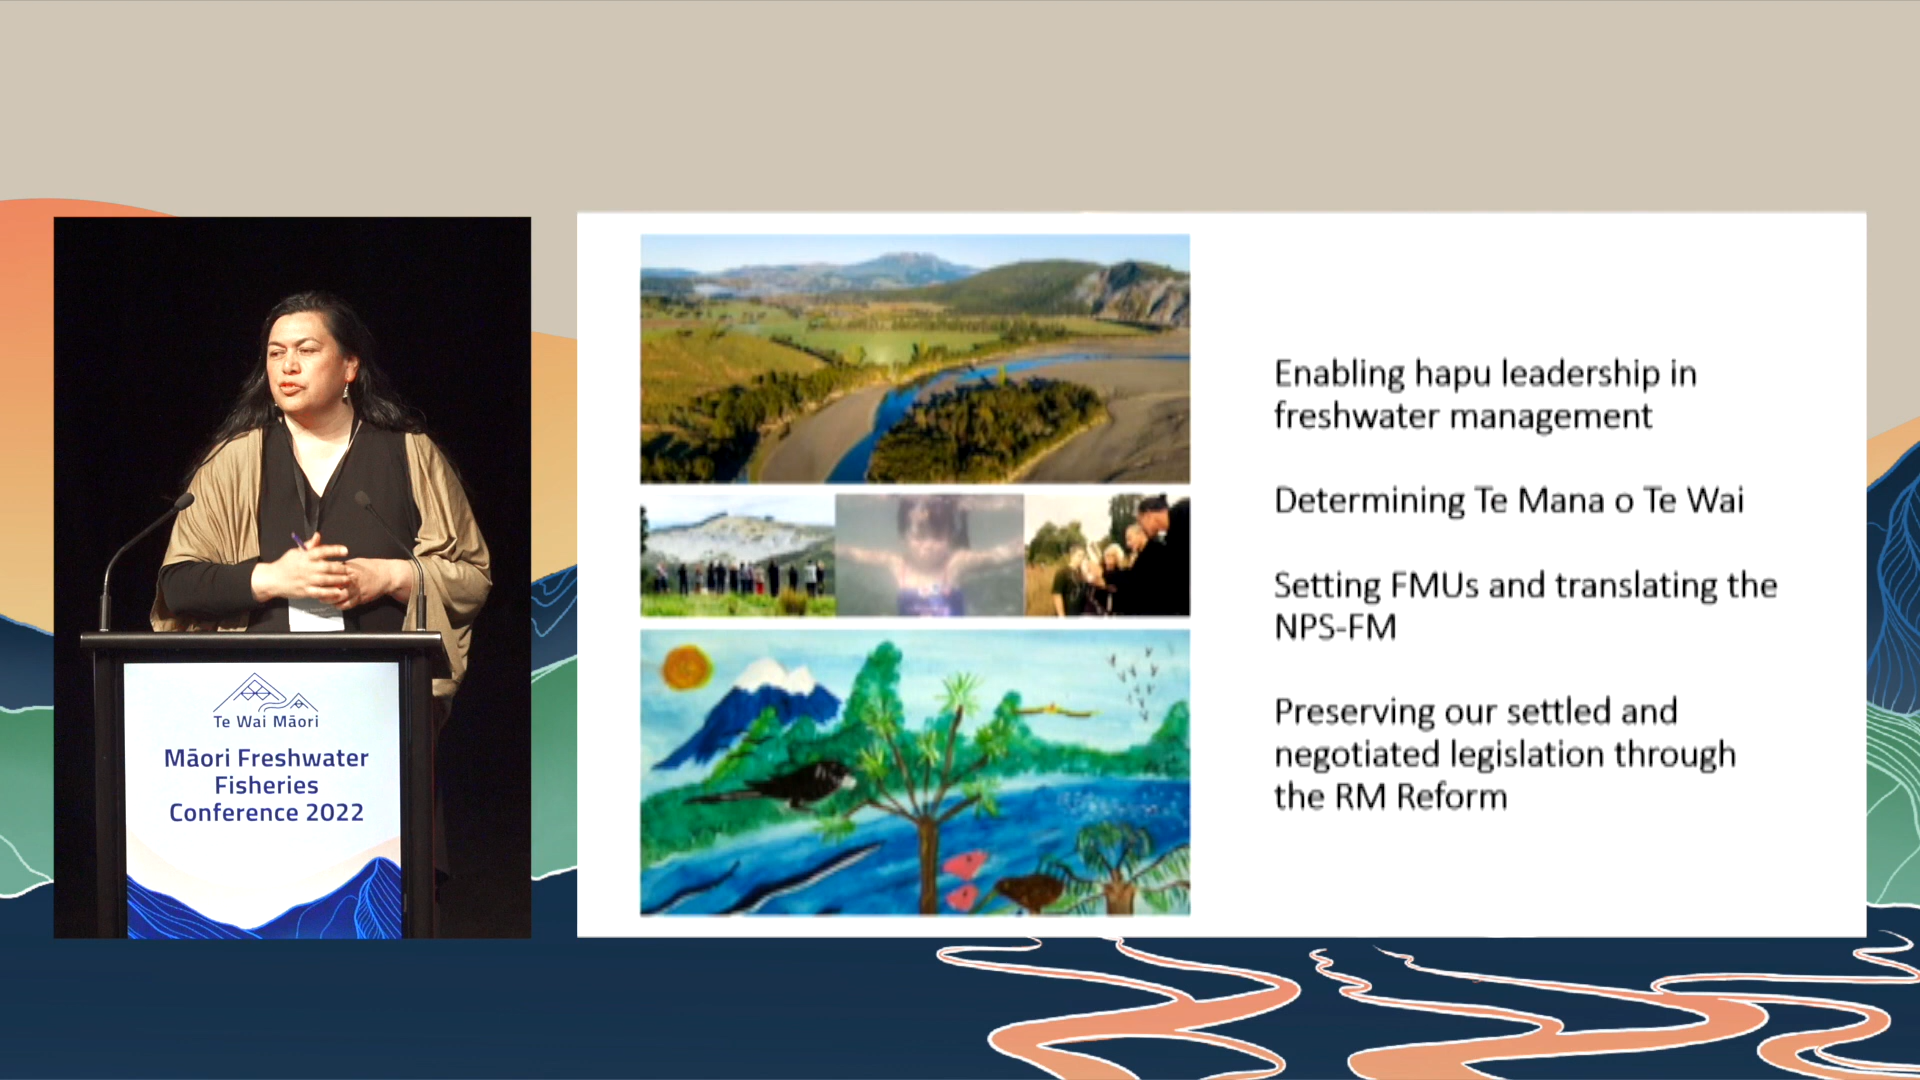 Te Wai Māori
Māori Freshwater
Fisheries
Conference 2022
Enabling hapu leadership in
freshwater management
Determining Te Mana o Te Wai
Setting FMUs and translating the
NPS-FM
Preserving our settled and
negotiated legislation through
the RM Reform